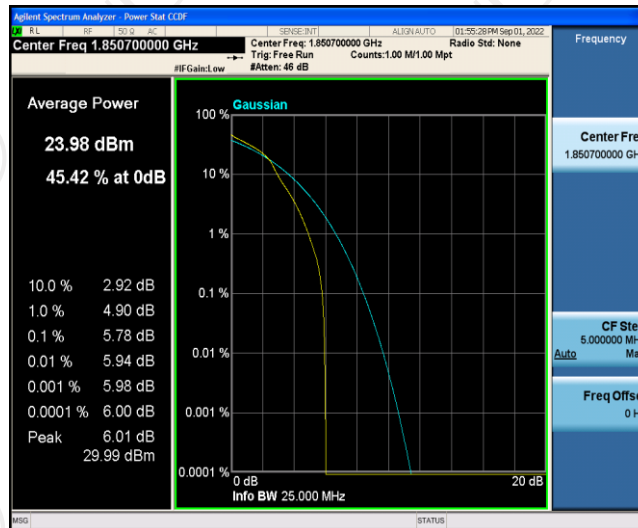 Agilent Spectrum Analyzer - Power Stat CCDF
RL RF 50 Ω AC SENSE:INT ALIGN AUTO 01:55:28 PM Sep 01, 2022
Center Freq 1.850700000 GHz
Center Freq: 1.850700000 GHz Radio Std: None
Trig: Free Run Counts:1.00 M/1.00 Mpt
#IFGain:Low #Atten: 46 dB
Frequency
Average Power
23.98 dBm
45.42 % at 0dB
10.0 % 2.92 dB
1.0 % 4.90 dB
0.1 % 5.78 dB
0.01 % 5.94 dB
0.001 % 5.98 dB
0.0001 % 6.00 dB
Peak 6.01 dB
29.99 dBm
Gaussian
100 %
10 %
1 %
0.1 %
0.01 %
0.001 %
0.0001 %
0 dB 20 dB
Info BW 25.000 MHz
Center Fre
1.850700000 GH
CF Ste
5.000000 MH
Auto Ma
Freq Offs
0 H
MSG STATUS